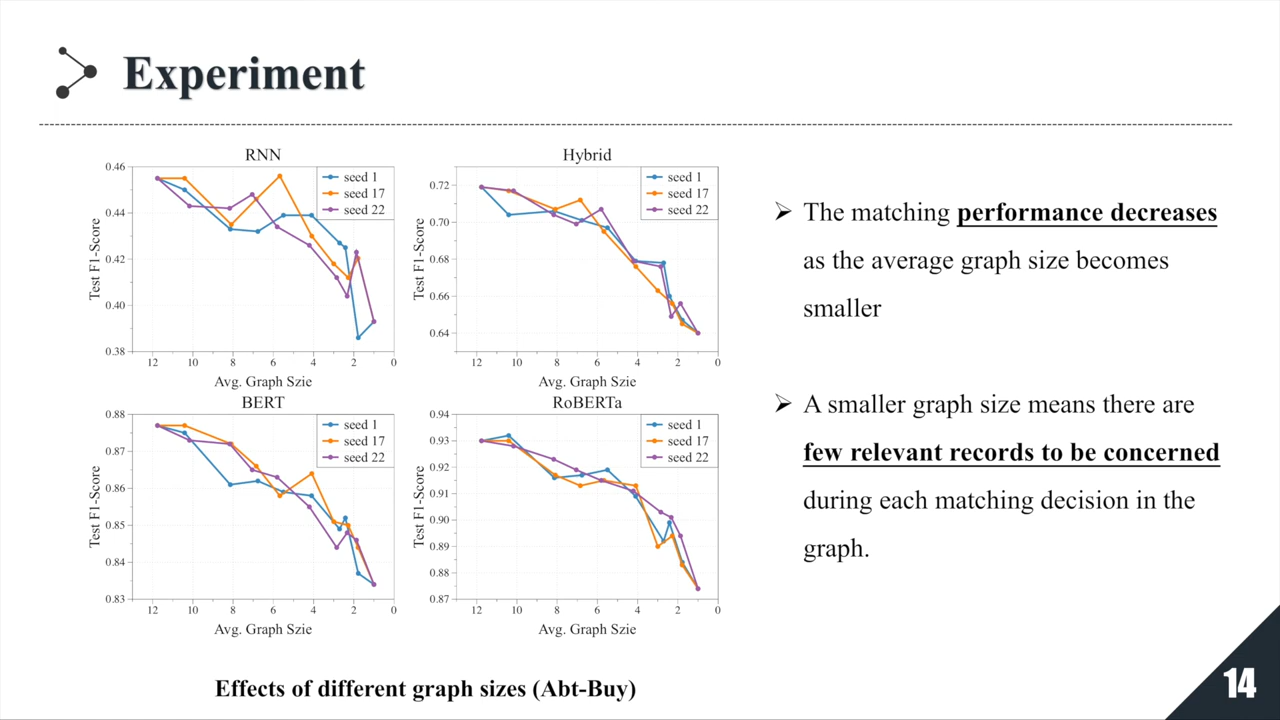 Experiment
RNN
0.46
0.44
0.42
0.40
0.38
Test F1-Score
seed 1
seed 17
seed 22
12 10 8 6 4 2 0
Avg. Graph Szie
Hybrid
0.72
0.70
0.68
0.66
0.64
Test F1-Score
seed 1
seed 17
seed 22
12 10 8 6 4 2 0
Avg. Graph Szie
BERT
0.88
0.87
0.86
0.85
0.84
0.83
Test F1-Score
seed 1
seed 17
seed 22
12 10 8 6 4 2 0
Avg. Graph Szie
RoBERTa
0.94
0.93
0.92
0.91
0.90
0.89
0.88
0.87
Test F1-Score
seed 1
seed 17
seed 22
12 10 8 6 4 2 0
Avg. Graph Szie
Effects of different graph sizes (Abt-Buy)
The matching performance decreases
as the average graph size becomes
smaller
A smaller graph size means there are
few relevant records to be concerned
during each matching decision in the
graph.
14